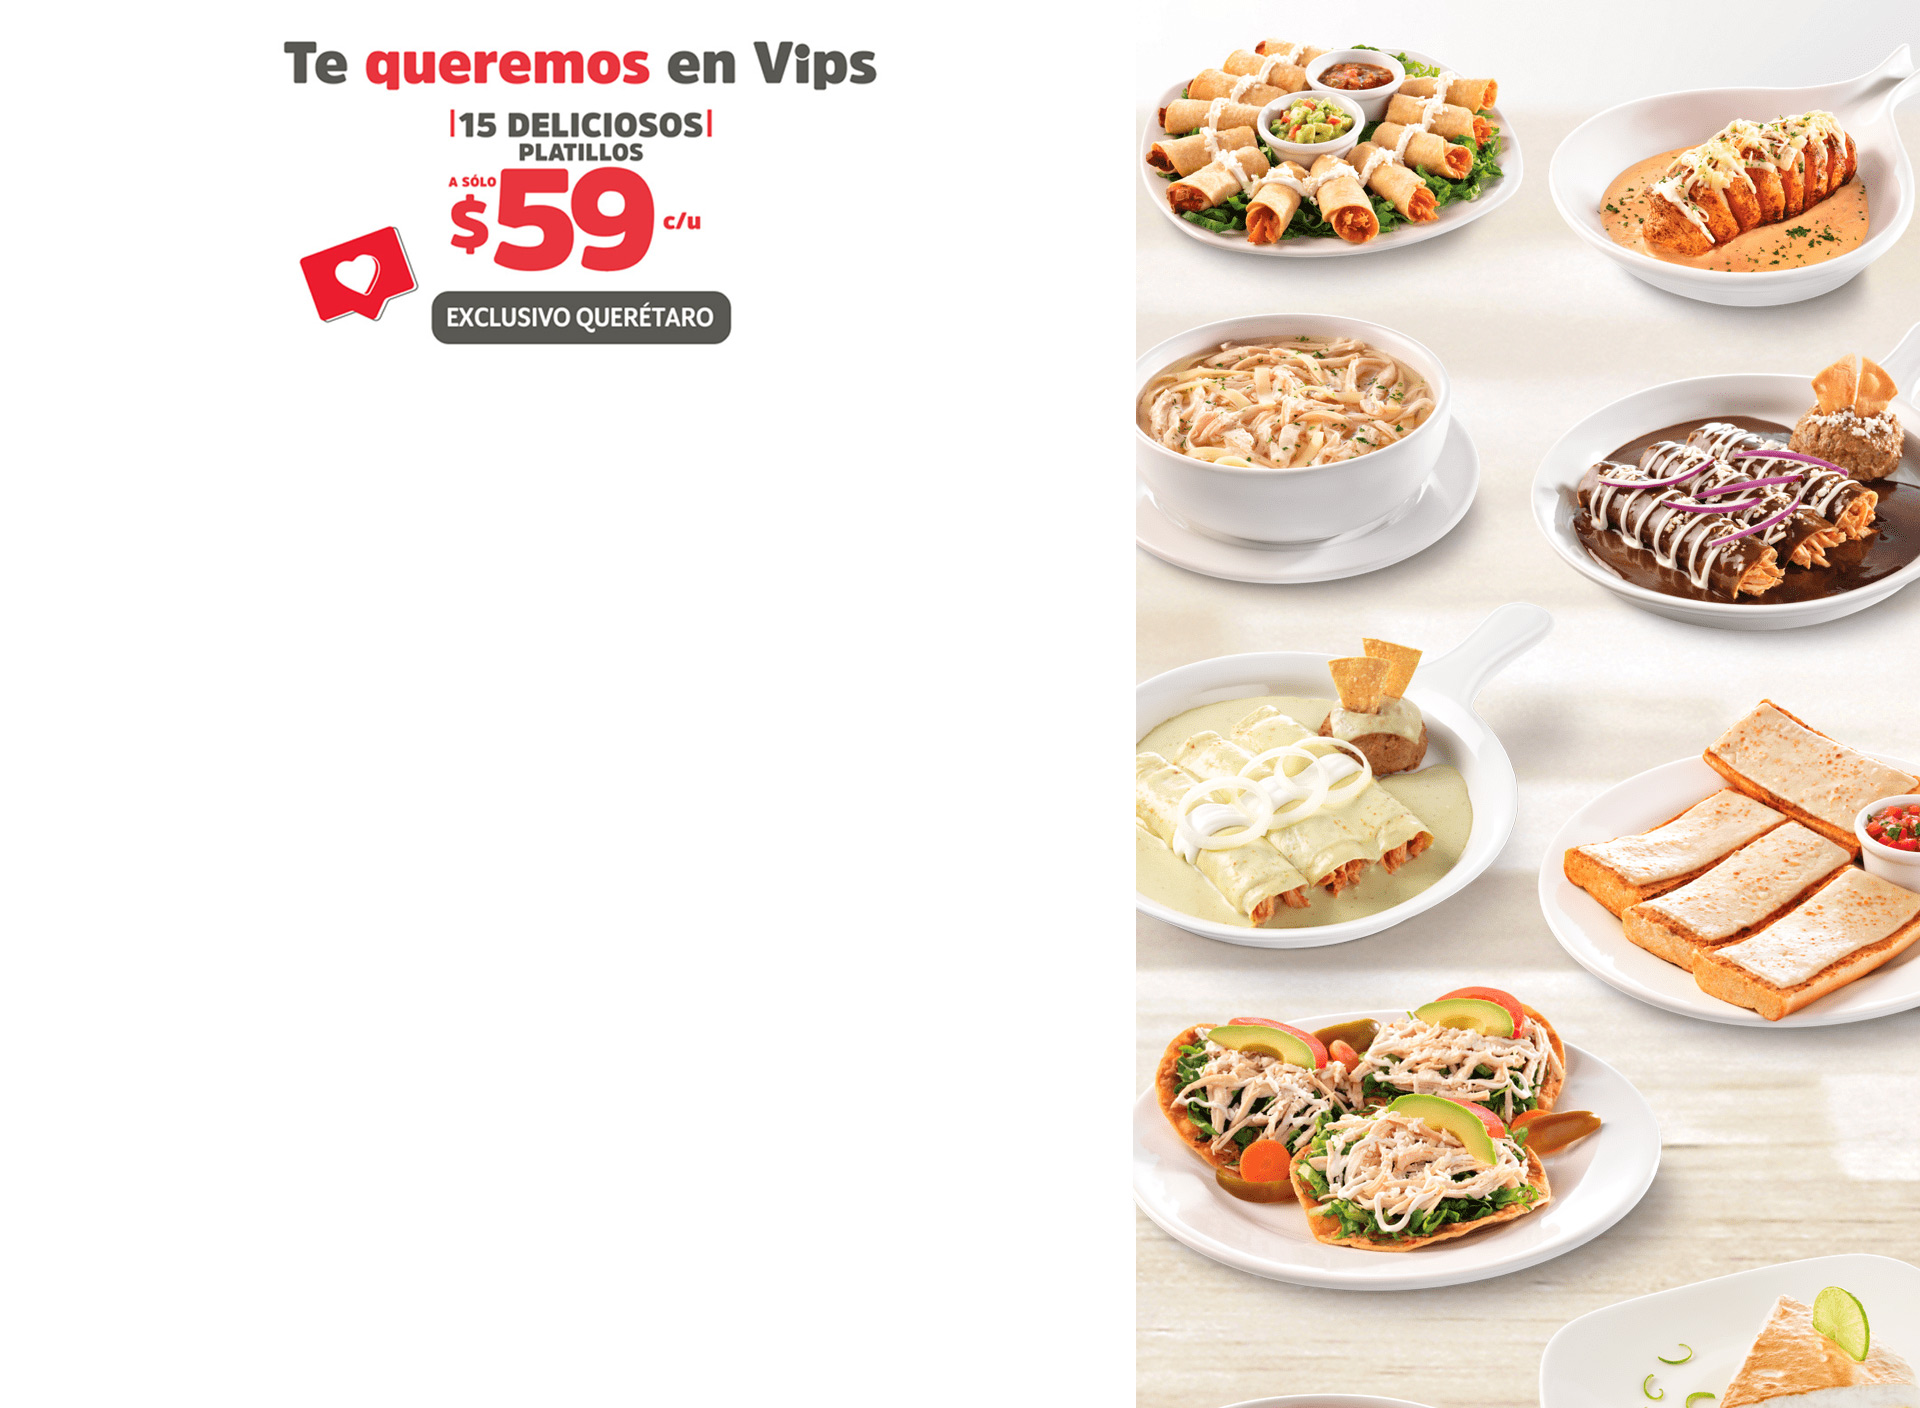 Te queremos en Vips
|15 DELICIOSOS|
PLATILLOS
A SÓLO
$59 c/u
EXCLUSIVO QUERÉTARO